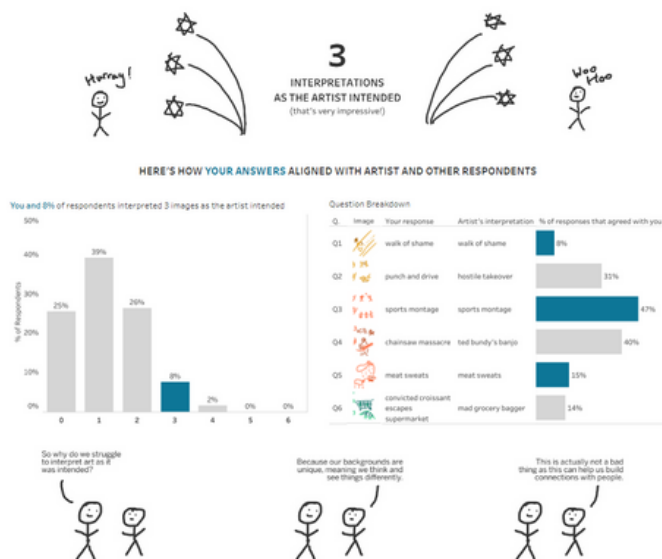 Hurray!
3
INTERPRETATIONS
AS THE ARTIST INTENDED
(that's very impressive!)
Woo
Hoo
HERE'S HOW YOUR ANSWERS ALIGNED WITH ARTIST AND OTHER RESPONDENTS
You and 8% of respondents interpreted 3 images as the artist intended
% of Respondents
50%
40%
30%
20%
10%
0%
25%
39%
26%
8%
2%
0%
0%
0 1 2 3 4 5 6
Question Breakdown
Q. Image Your response Artist's interpretation % of responses that agreed with you
Q1 walk of shame walk of shame 8%
Q2 punch and drive hostile takeover 31%
Q3 sports montage sports montage 47%
Q4 chainsaw massacre ted bundy's banjo 40%
Q5 meat sweats meat sweats 15%
Q6 convicted croissant
escapes
supermarket mad grocery bagger 14%
So why do we struggle
to interpret art as it
was intended?
Because our backgrounds are
unique, meaning we think and
see things differently.
This is actually not a bad
thing as this can help us build
connections with people.